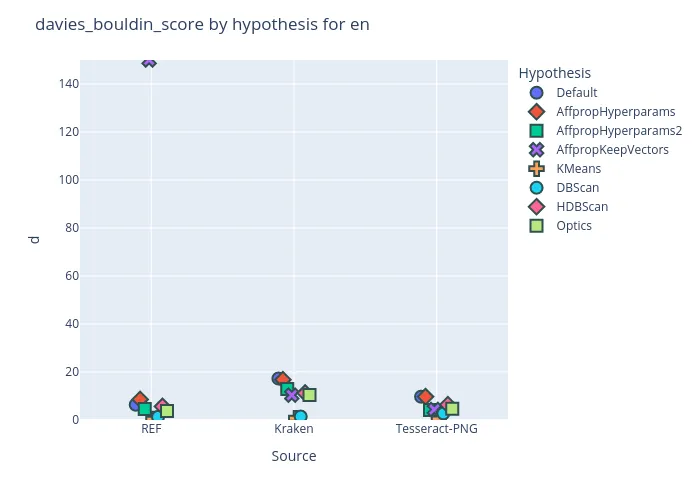 davies_bouldin_score by hypothesis for en
Hypothesis
Default
AffpropHyperparams
AffpropHyperparams2
AffpropKeepVectors
KMeans
DBScan
HDBScan
Optics
d
140
120
100
80
60
40
20
0
REF
Kraken
Tesseract-PNG
Source